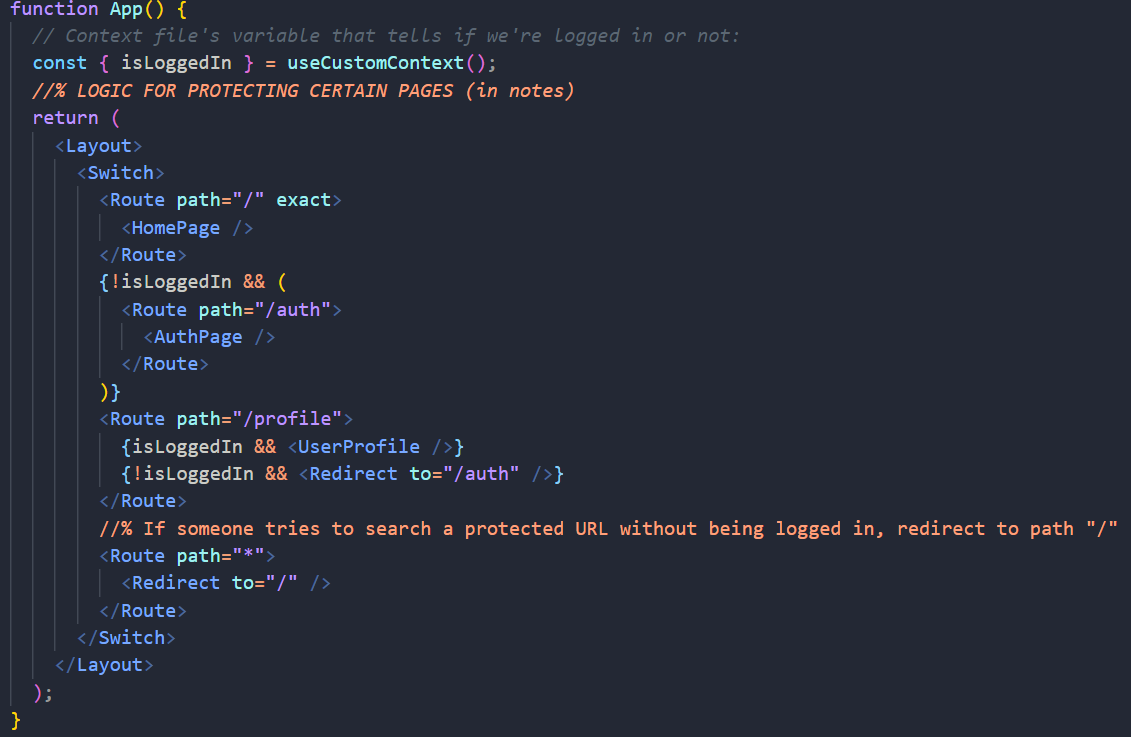 function App() {
// Context file's variable that tells if we're logged in or not:
const { isLoggedIn } = useCustomContext();
//% LOGIC FOR PROTECTING CERTAIN PAGES (in notes)
return (
<Layout>
<Switch>
<Route path="/" exact>
<HomePage />
</Route>
{!isLoggedIn && (
<Route path="/auth">
<AuthPage />
</Route>
)}
<Route path="/profile">
{isLoggedIn && <UserProfile />}
{!isLoggedIn && <Redirect to="/auth" />}
</Route>
//% If someone tries to search a protected URL without being logged in, redirect to path "/"
<Route path="*">
<Redirect to="/" />
</Route>
</Switch>
</Layout>
);
}